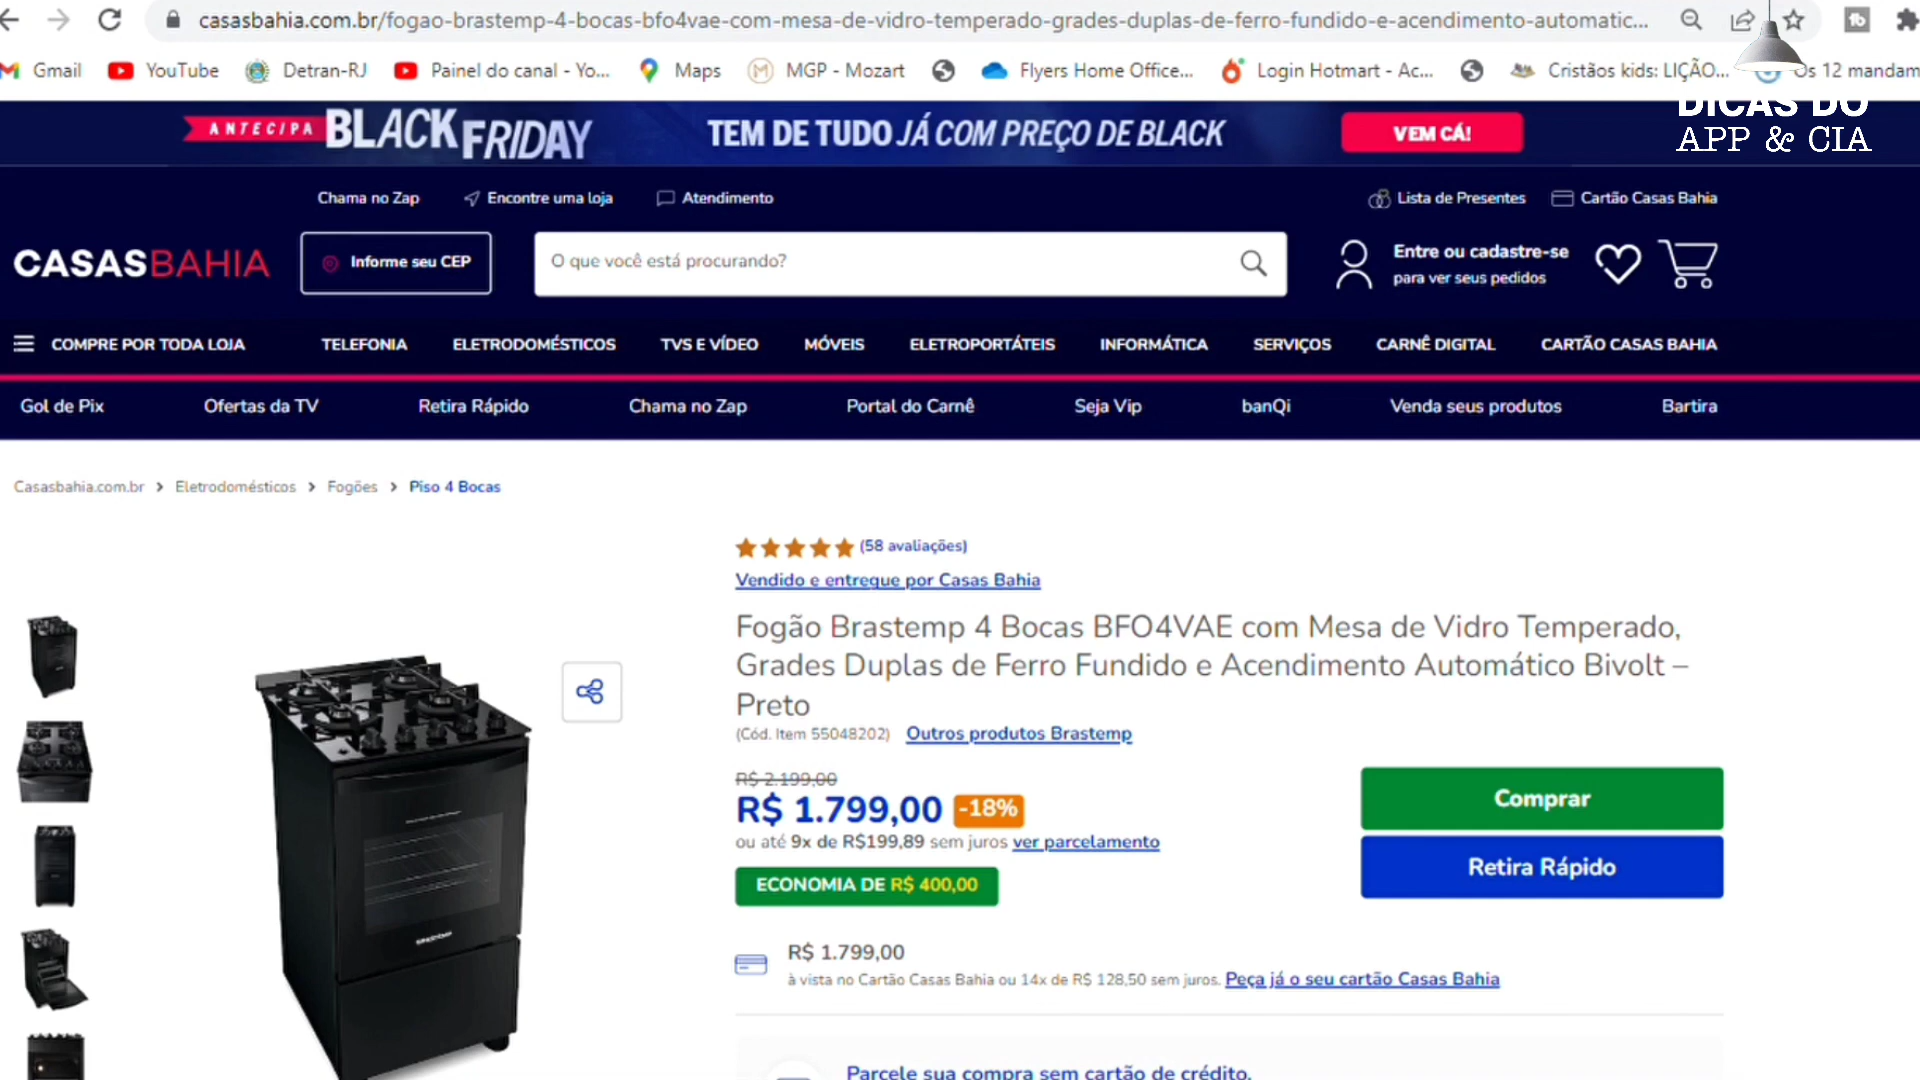 casasbahia.com.br/fogao-brastemp-4-bocas-bfo4vae-com-mesa-de-vidro-temperado-grades-duplas-de-ferro-fundido-e-acendimento-automatic...
Gmail YouTube Detran-RJ Painel do canal - Yo... Maps MGP - Mozart Flyers Home Office... Login Hotmart - Ac... Cristãos kids: LIÇÃO... Os 12 mandam
DICAS DO
APP & CIA
ANTECIPA BLACK FRIDAY TEM DE TUDO JÁ COM PREÇO DE BLACK VEM CÁ!
Chama no Zap Encontre uma loja Atendimento Lista de Presentes Cartão Casas Bahia
CASASBAHIA Informe seu CEP O que você está procurando? Entre ou cadastre-se
para ver seus pedidos
COMPRE POR TODA LOJA TELEFONIA ELETRODOMÉSTICOS TVS E VÍDEO MÓVEIS ELETROPORTÁTEIS INFORMÁTICA SERVIÇOS CARNÊ DIGITAL CARTÃO CASAS BAHIA
Gol de Pix Ofertas da TV Retira Rápido Chama no Zap Portal do Carnê Seja Vip banQi Venda seus produtos Bartira
Casasbahia.com.br > Eletrodomésticos > Fogões > Piso 4 Bocas
(58 avaliações)
Vendido e entregue por Casas Bahia
Fogão Brastemp 4 Bocas BFO4VAE com Mesa de Vidro Temperado,
Grades Duplas de Ferro Fundido e Acendimento Automático Bivolt –
Preto
(Cód. Item 55048202) Outros produtos Brastemp
R$ 2.199,00
R$ 1.799,00 -18%
ou até 9x de R$199,89 sem juros ver parcelamento
ECONOMIA DE R$ 400,00
Comprar
Retira Rápido
R$ 1.799,00
à vista no Cartão Casas Bahia ou 14x de R$ 128,50 sem juros. Peça já o seu cartão Casas Bahia
Parcele sua compra sem cartão de crédito.